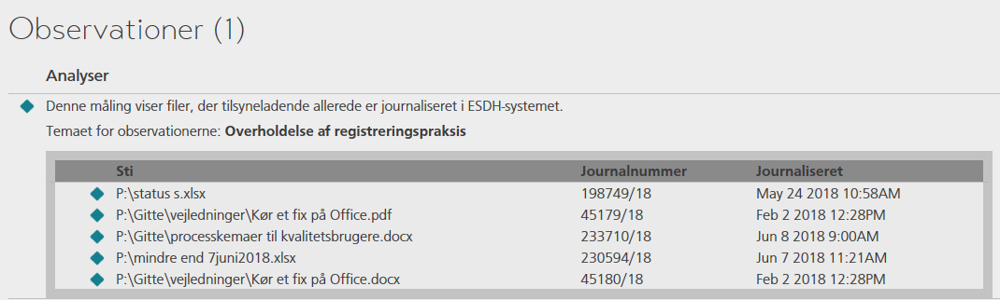 Observationer (1)
Analyser
Denne måling viser filer, der tilsyneladende allerede er journaliseret i ESDH-systemet.
Temaet for observationerne: Overholdelse af registreringspraksis
Sti Journalnummer Journaliseret
P:\status s.xlsx 198749/18 May 24 2018 10:58AM
P:\Gitte\vejledninger\Kør et fix på Office.pdf 45179/18 Feb 2 2018 12:28PM
P:\Gitte\processkemaer til kvalitetsbrugere.docx 233710/18 Jun 8 2018 9:00AM
P:\mindre end 7juni2018.xlsx 230594/18 Jun 7 2018 11:21AM
P:\Gitte\vejledninger\Kør et fix på Office.docx 45180/18 Feb 2 2018 12:28PM